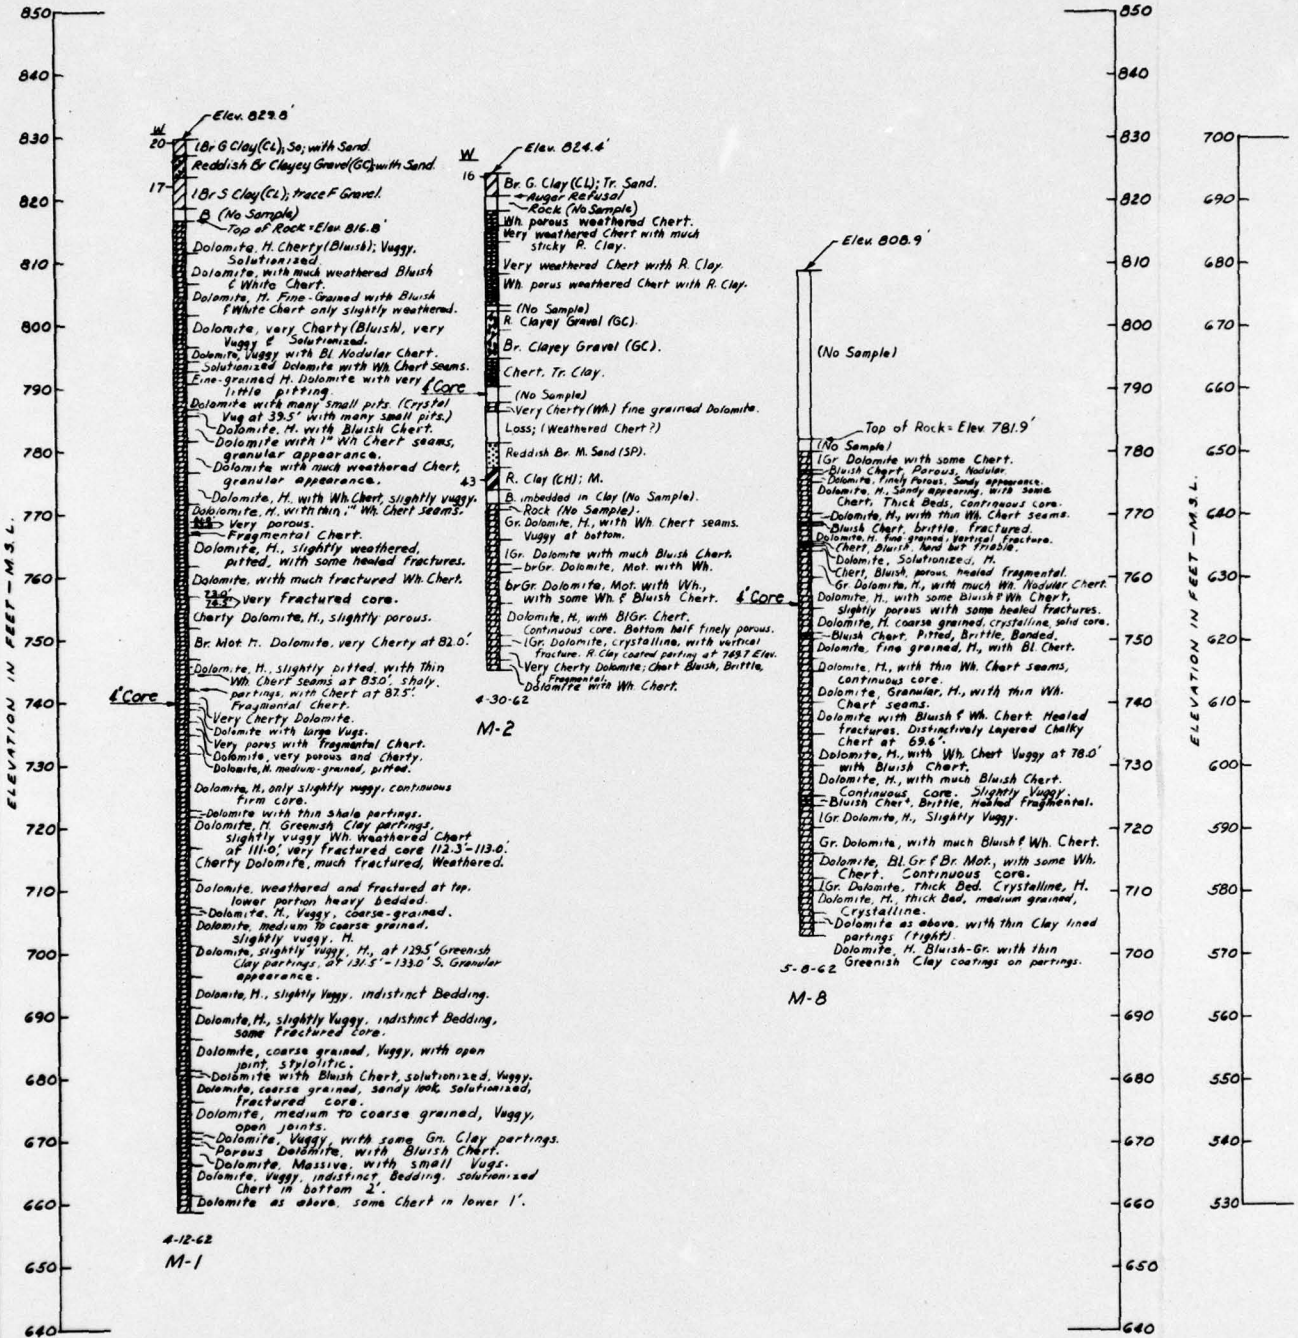 850
840
830
820
810
800
790
780
770
760
750
740
730
720
710
700
690
680
670
660
650
640
ELEVATION IN FEET — M.S.L.
Elev. 829.8'
W
20
17
lBr G Clay (CL); So; with Sand.
Reddish Br Clayey Gravel (GC); with Sand.
lBr S Clay (CL); trace F Gravel.
B (No Sample)
Top of Rock = Elev. 816.8'
Dolomite, H. Cherty (Bluish); Vuggy,
Solutionized.
Dolomite, with much weathered Bluish
& White Chert.
Dolomite, H. Fine-Grained with Bluish
& White Chert only slightly weathered.
Dolomite, very Cherty (Bluish), very
Vuggy & Solutionized.
Dolomite, Vuggy with Bl. Nodular Chert.
Solutionized Dolomite with Wh. Chert seams.
Fine-grained H. Dolomite with very
little pitting.
Dolomite with many small pits. (Crystal
Vug at 39.5' with many small pits.)
Dolomite, H. with Bluish Chert.
Dolomite with 1" Wh Chert seams,
granular appearance.
Dolomite with much weathered Chert,
granular appearance.
Dolomite, H. with Wh. Chert, slightly vuggy.
Dololomite, H. with thin 1" Wh. Chert seams.
Very porous.
Fragmental Chert.
Dolomite, H., slightly weathered,
pitted, with some healed fractures.
Dolomite, with much fractured Wh. Chert.
73.0'
74.5'
Very fractured core.
Cherty Dolomite, H., slightly porous.
Br. Mot H. Dolomite, very Cherty at 82.0'.
Dolomite, H., slightly pitted, with Thin
Wh. Chert seams at 85.0', shaly
partings, with Chert at 87.5'.
Fragmental Chert.
4" Core
Very Cherty Dolomite.
Dolomite with large Vugs.
Very poros with fragmental Chert.
Dolomite, very porous and Cherty.
Dolomite, H. medium-grained, pitted.
Dolomite, H., only slightly vuggy, continuous
firm core.
Dolomite with thin shale partings.
Dolomite, H. Greenish Clay partings,
slightly vuggy Wh. weathered Chert
at 111.0', very fractured core 112.3'-113.0'.
Cherty Dolomite, much fractured, Weathered.
Dolomite, weathered and fractured at top,
lower portion heavy bedded.
Dolomite, H., Vuggy, coarse-grained.
Dolomite, medium to coarse grained,
slightly vuggy, H.
Dolomite, slightly vuggy, H., at 129.5' Greenish
Clay partings, at 131.5'-133.0' S. Granular
appearance.
Dolomite, H., slightly Vuggy, indistinct Bedding.
Dolomite, H., slightly Vuggy, indistinct Bedding,
some fractured core.
Dolomite, coarse grained, Vuggy, with open
joint, stylolitic.
Dolomite with Bluish Chert, solutionized, Vuggy.
Dolomite, coarse grained, sandy look, solutionized,
fractured core.
Dolomite, medium to coarse grained, Vuggy,
open joints.
Dolomite, Vuggy, with some Gn. Clay partings.
Porous Dolomite, with Bluish Chert.
Dolomite, Massive, with small Vugs.
Dolomite, Vuggy, indistinct Bedding, solutionized
Chert in bottom 2'.
Dolomite as above, some Chert in lower 1'.
4-12-62
M-1
Elev. 824.4'
W
16
43
Br. G. Clay (CL); Tr. Sand.
Auger Refusal
Rock (No Sample)
Wh. porous weathered Chert.
Very weathered Chert with much
sticky R. Clay.
Very weathered Chert with R. Clay.
Wh. porus weathered Chert with R. Clay.
(No Sample)
R. Clayey Gravel (GC).
Br. Clayey Gravel (GC).
Chert, Tr. Clay.
4" Core
(No Sample)
Very Cherty (Wh.) fine grained Dolomite.
Loss; (Weathered Chert?)
Reddish Br. M. Sand (SP).
R. Clay (CH); M.
B. imbedded in Clay (No Sample).
Rock (No Sample).
Gr. Dolomite, H., with Wh. Chert seams.
Vuggy at bottom.
lGr. Dolomite with much Bluish Chert.
brGr. Dolomite, Mot. with Wh.
brGr. Dolomite, Mot. with Wh.,
with some Wh. & Bluish Chert.
Dolomite, H., with BlGr. Chert.
Continuous core. Bottom half finely porous.
lGr. Dolomite, crystalline, with vertical
fracture. R. Clay coated parting at 749.7 Elev.
Very Cherty Dolomite; Chert Bluish, Brittle,
& Fragmental.
Dolomite with Wh. Chert.
4-30-62
M-2
Elev. 808.9'
(No Sample)
Top of Rock = Elev. 781.9'
(No Sample)
lGr Dolomite with some Chert.
Bluish Chert, Porous, Nodular.
Dolomite, finely Porous, Sandy appearance.
Dolomite, H., Sandy appearing, with some
Chert, Thick Beds, continuous core.
Dolomite, H., with thin Wh. Chert seams.
Bluish Chert, brittle, fractured.
Dolomite, H. fine grained, vertical fracture.
Chert, Bluish, hard but friable.
Dolomite, Solutionized, H.
Chert, Bluish, porous, healed fragmental.
Gr. Dolomite, H., with much Wh. Nodular Chert.
4" Core
Dolomite, H., with some Bluish & Wh Chert,
slightly porous with some healed fractures.
Dolomite, H. coarse grained, crystalline, solid core.
Bluish Chert, Pitted, Brittle, Banded.
Dolomite, fine grained, H., with Bl. Chert.
Dolomite, H., with thin Wh. Chert seams,
continuous core.
Dolomite, Granular, H., with thin Wh.
Chert seams.
Dolomite with Bluish & Wh. Chert. Healed
fractures. Distinctively Layered Chalky
Chert at 69.6'.
Dolomite, H., with Wh. Chert Vuggy at 78.0'
with Bluish Chert.
Dolomite, H., with much Bluish Chert.
Continuous core. Slightly Vuggy.
Bluish Chert, Brittle, Healed fragmental.
lGr. Dolomite, H., Slightly Vuggy.
Gr. Dolomite, with much Bluish & Wh. Chert.
Dolomite, Bl. Gr & Br. Mot., with some Wh.
Chert. Continuous core.
lGr. Dolomite, Thick Bed. Crystalline, H.
Dolomite, H., thick Bed, medium grained,
Crystalline.
Dolomite as above, with thin Clay lined
partings (tight).
Dolomite, H. Bluish-Gr. with thin
Greenish Clay coatings on partings.
5-8-62
M-8
850
840
830
820
810
800
790
780
770
760
750
740
730
720
710
700
690
680
670
660
650
640
ELEVATION IN FEET — M.S.L.
700
690
680
670
660
650
640
630
620
610
600
590
580
570
560
550
540
530